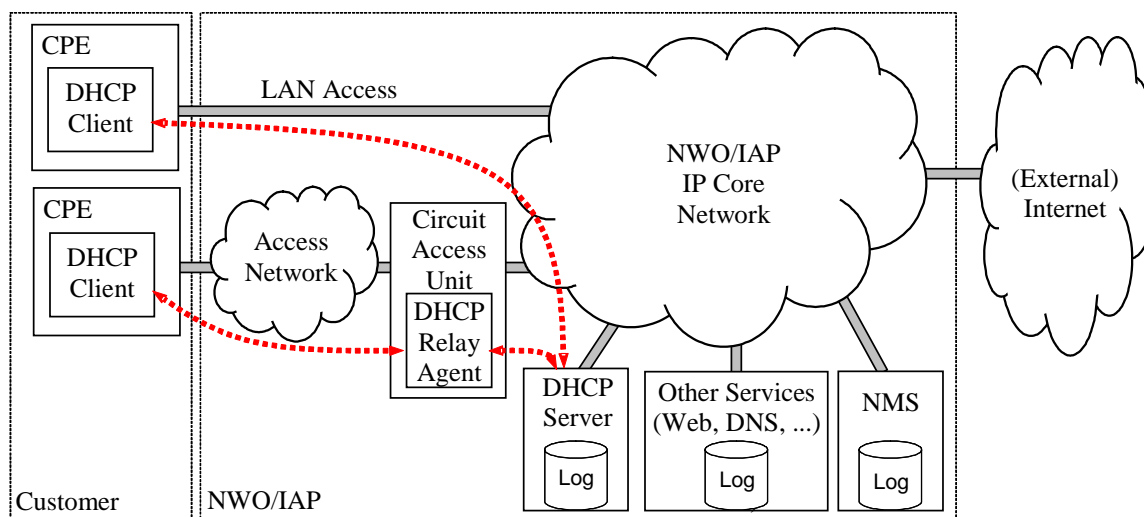 CPE
DHCP
Client
LAN Access
CPE
DHCP
Client
Access
Network
Circuit
Access
Unit
DHCP
Relay
Agent
NWO/IAP
IP Core
Network
(External)
Internet
DHCP
Server
Log
Other Services
(Web, DNS, ...)
Log
NMS
Log
Customer
NWO/IAP